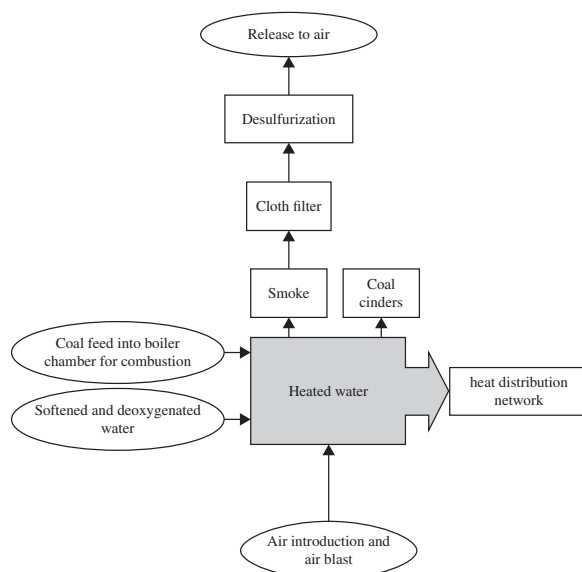 Release to air
Desulfurization
Cloth filter
Smoke
Coal
cinders
Coal feed into boiler
chamber for combustion
Heated water
heat distribution
network
Softened and deoxygenated
water
Air introduction and
air blast